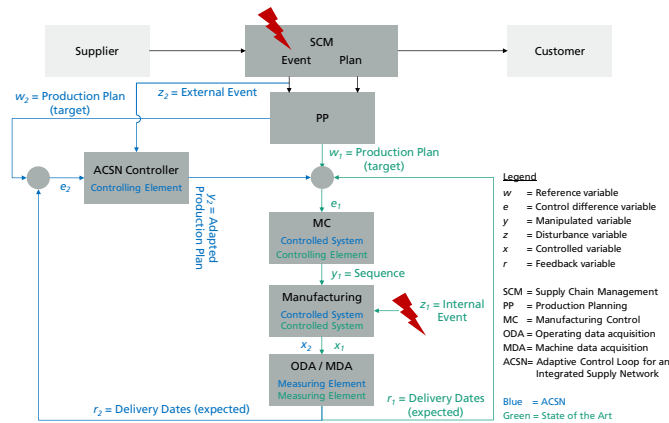 Supplier
SCM
Customer
Event
Plan
w2 = Production Plan
(target)
z2 = External Event
PP
w1 = Production Plan
(target)
ACSN Controller
Controlling Element
e2
y2 = Adapted
Production Plan
e1
MC
Controlled System
Controlling Element
y1 = Sequence
Manufacturing
Controlled System
Controlled System
z1 = Internal
Event
x2
x1
ODA / MDA
Measuring Element
Measuring Element
r2 = Delivery Dates (expected)
r1 = Delivery Dates
(expected)
Legend
w = Reference variable
e = Control difference variable
y = Manipulated variable
z = Disturbance variable
x = Controlled variable
r = Feedback variable
SCM = Supply Chain Management
PP = Production Planning
MC = Manufacturing Control
ODA = Operating data acquisition
MDA = Machine data acquisition
ACSN= Adaptive Control Loop for an
Integrated Supply Network
Blue = ACSN
Green = State of the Art